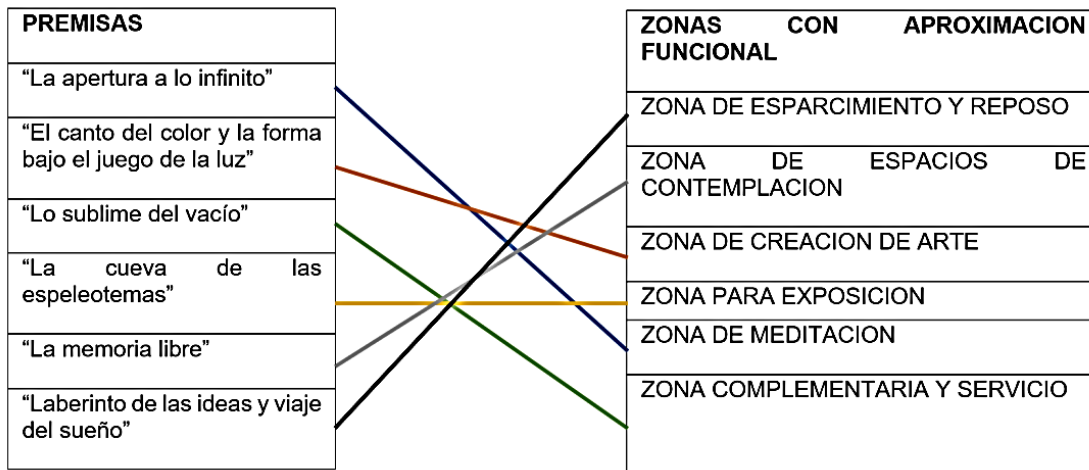 PREMISAS
“La apertura a lo infinito”
“El canto del color y la forma
bajo el juego de la luz”
“Lo sublime del vacío”
“La cueva de las
espeleotemas”
“La memoria libre”
“Laberinto de las ideas y viaje
del sueño”
ZONAS CON APROXIMACION
FUNCIONAL
ZONA DE ESPARCIMIENTO Y REPOSO
ZONA DE ESPACIOS DE
CONTEMPLACION
ZONA DE CREACION DE ARTE
ZONA PARA EXPOSICION
ZONA DE MEDITACION
ZONA COMPLEMENTARIA Y SERVICIO